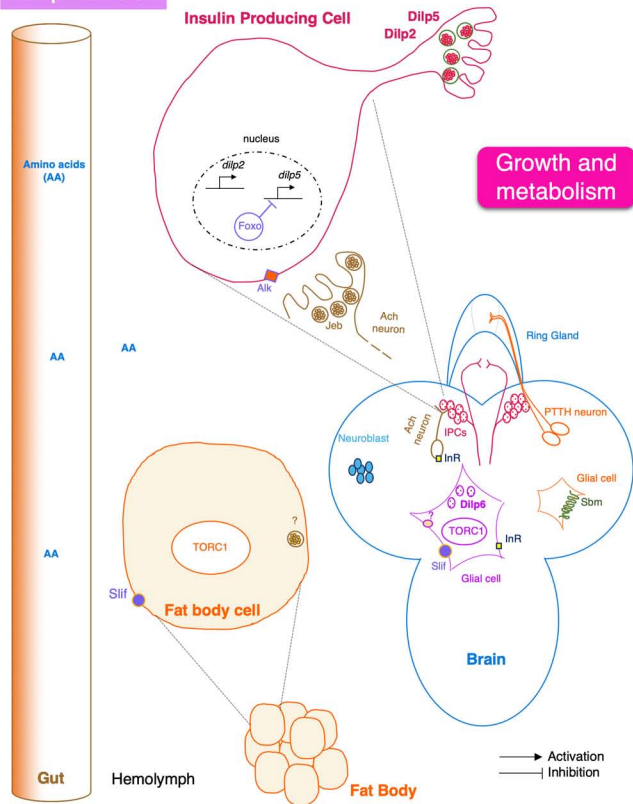 Insulin Producing Cell
Dilp5
Dilp2
nucleus
dilp2
dilp5
Foxo
Amino acids
(AA)
Growth and
metabolism
Alk
Jeb
Ach
neuron
Ring Gland
AA
AA
Ach
neuron
IPCs
PTTH neuron
Neuroblast
InR
Glial cell
Sbm
Dilp6
?
TORC1
InR
Slif
Glial cell
?
TORC1
AA
Slif
Fat body cell
Brain
Activation
Inhibition
Gut
Hemolymph
Fat Body